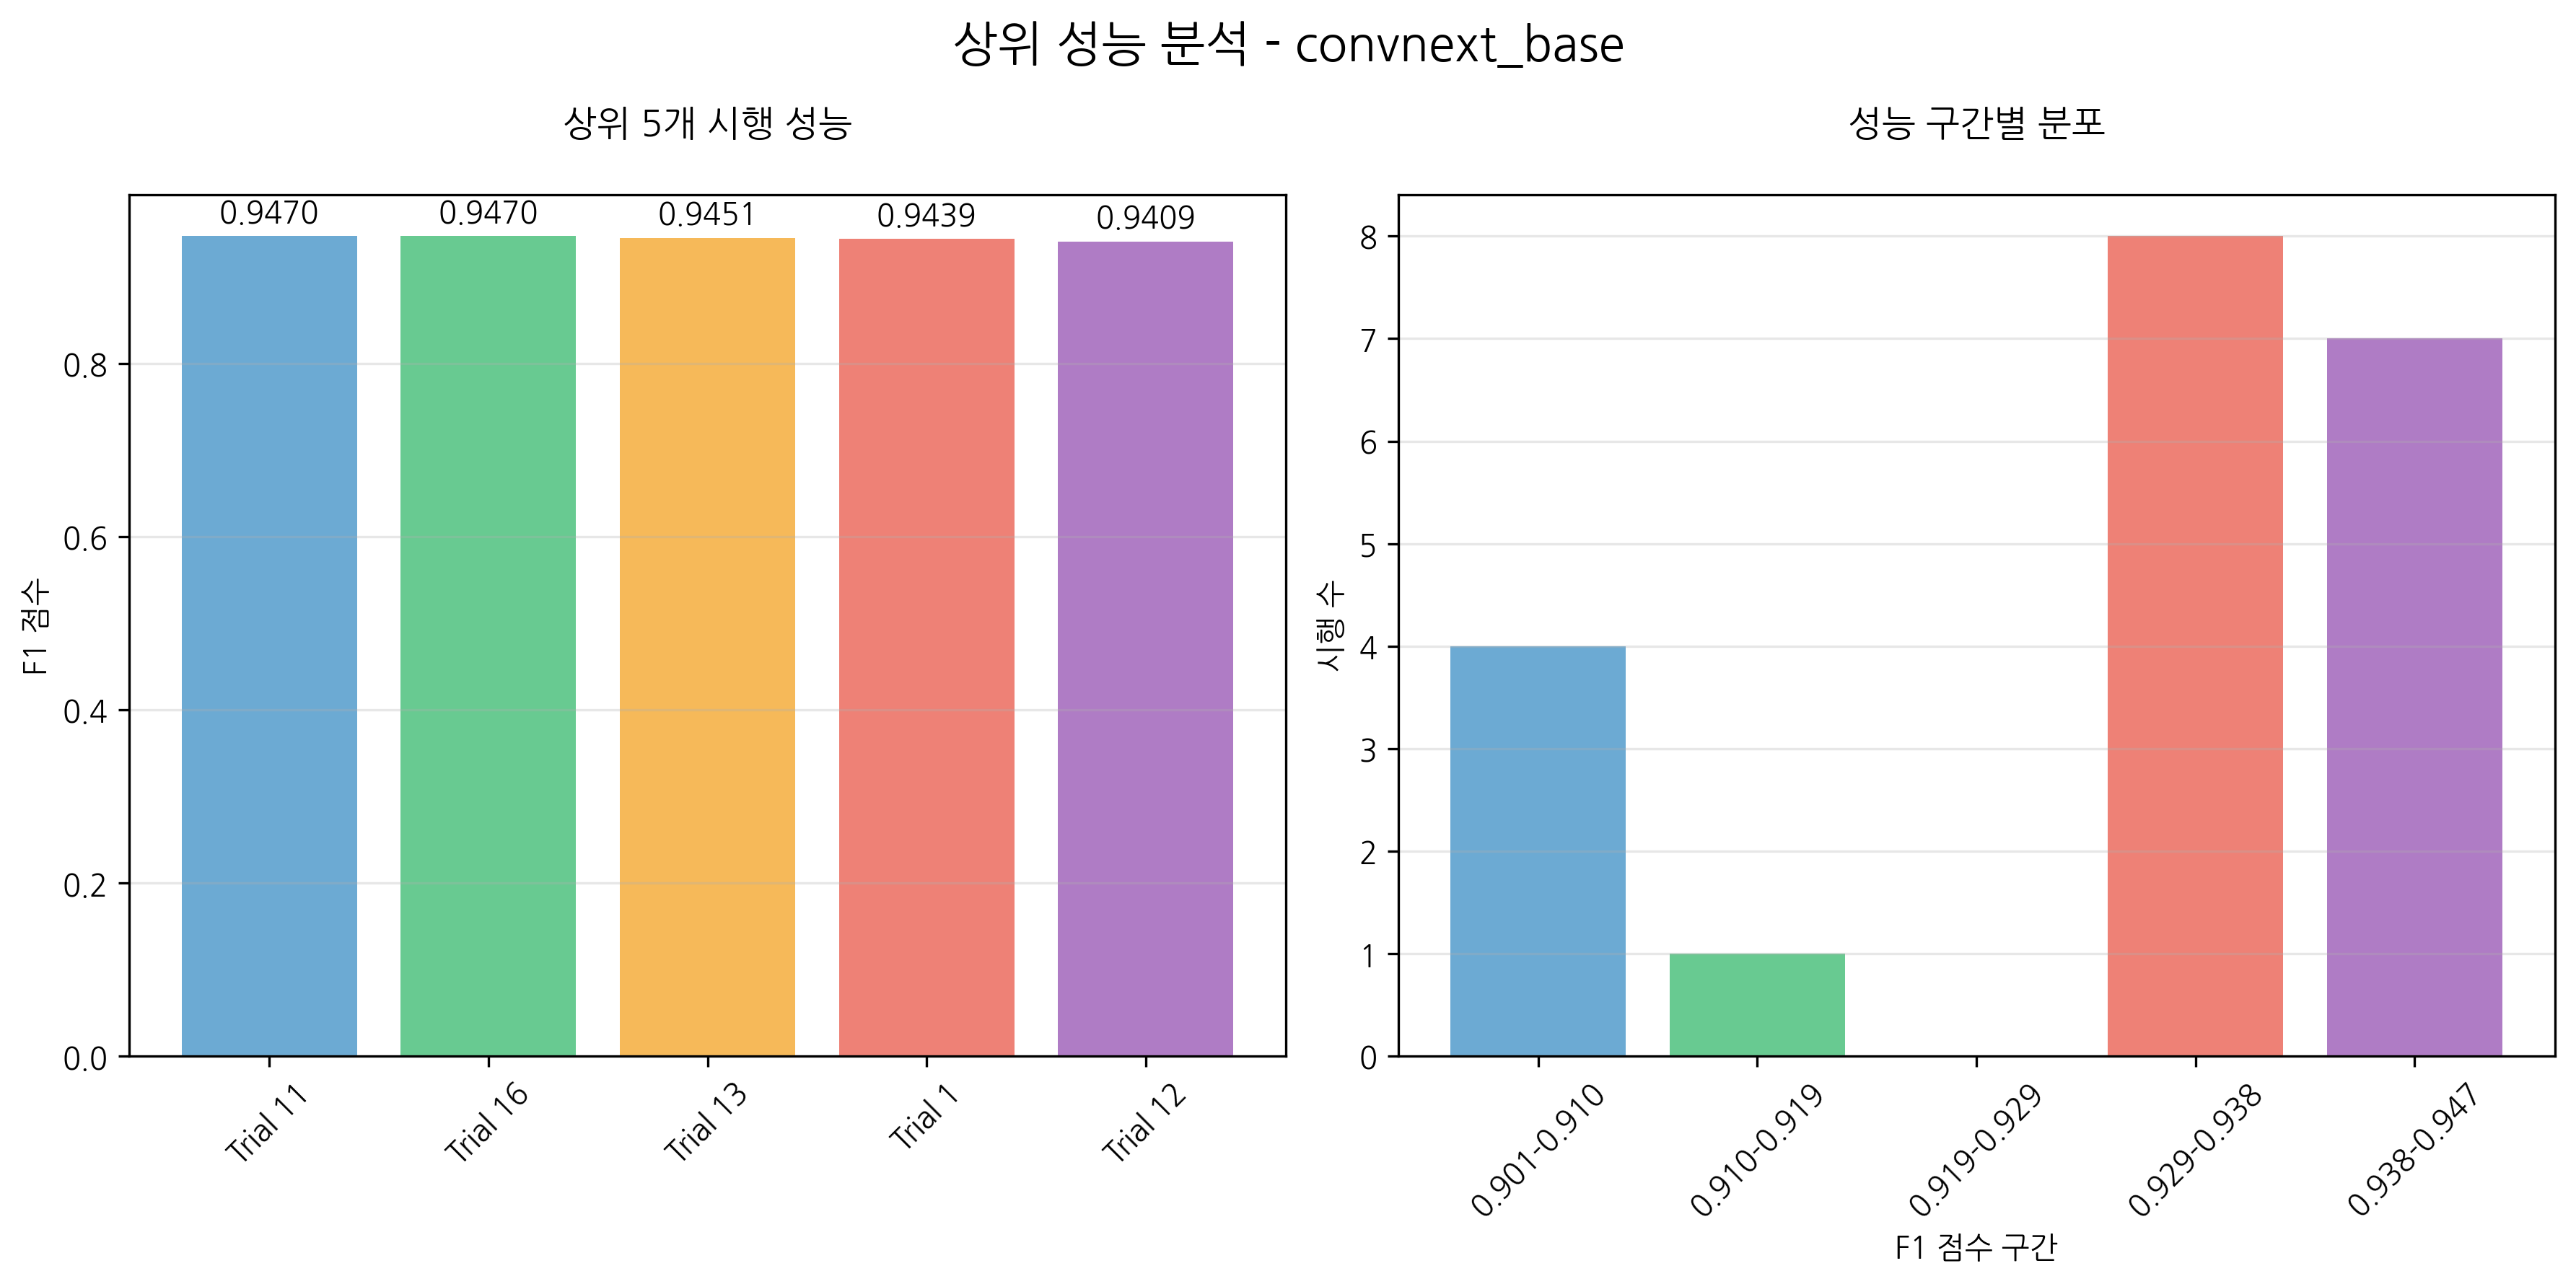 상위 성능 분석 - convnext_base
상위 5개 시행 성능
F1 점수
0.0
0.2
0.4
0.6
0.8
0.9470
0.9470
0.9451
0.9439
0.9409
Trial 11
Trial 16
Trial 13
Trial 1
Trial 12
성능 구간별 분포
시행 수
8
7
6
5
4
3
2
1
0
0.901-0.910
0.910-0.919
0.919-0.929
0.929-0.938
0.938-0.947
F1 점수 구간